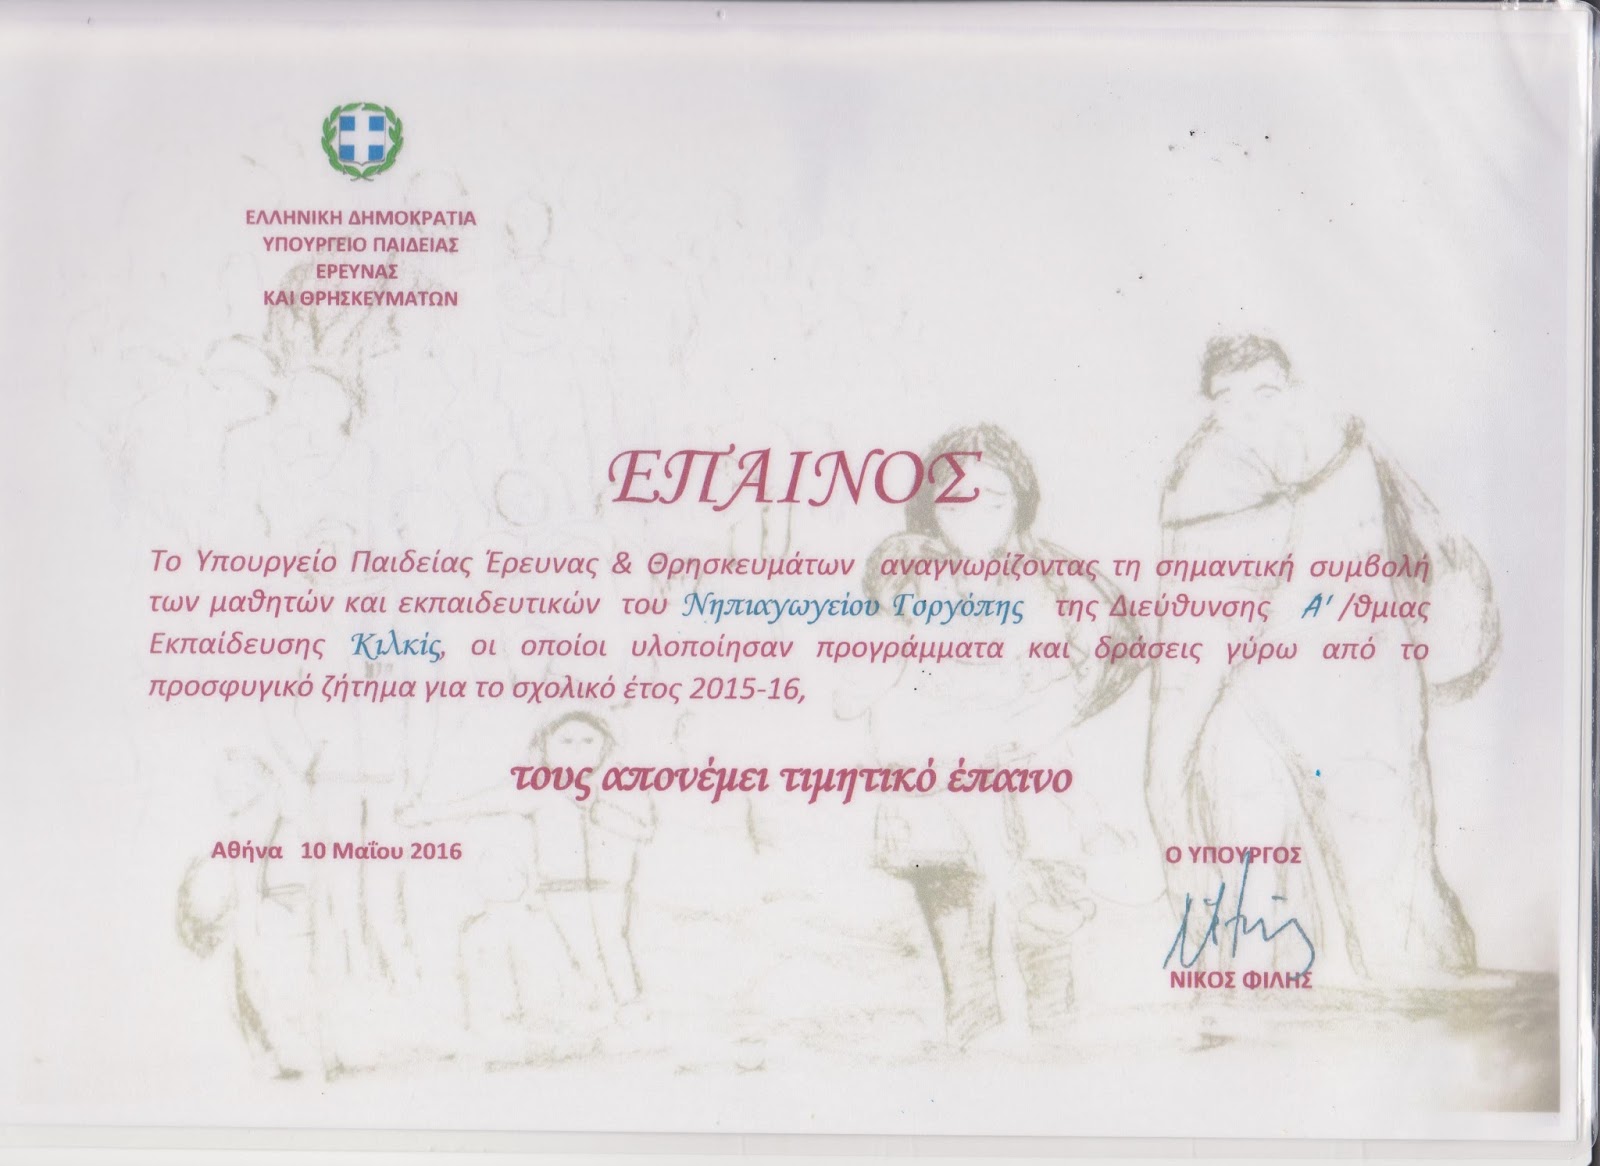 ΕΛΛΗΝΙΚΗ ΔΗΜΟΚΡΑΤΙΑ
ΥΠΟΥΡΓΕΙΟ ΠΑΙΔΕΙΑΣ
ΕΡΕΥΝΑΣ
ΚΑΙ ΘΡΗΣΚΕΥΜΑΤΩΝ
ΕΠΑΙΝΟΣ
Το Υπουργείο Παιδείας Έρευνας & Θρησκευμάτων αναγνωρίζοντας τη σημαντική συμβολή
των μαθητών και εκπαιδευτικών του Νηπιαγωγείου Γοργόπης της Διεύθυνσης Α' /θμιας
Εκπαίδευσης Κιλκίς, οι οποίοι υλοποίησαν προγράμματα και δράσεις γύρω από το
προσφυγικό ζήτημα για το σχολικό έτος 2015-16,
τους απονέμει τιμητικό έπαινο
Αθήνα 10 Μαΐου 2016
Ο ΥΠΟΥΡΓΟΣ
ΝΙΚΟΣ ΦΙΛΗΣ